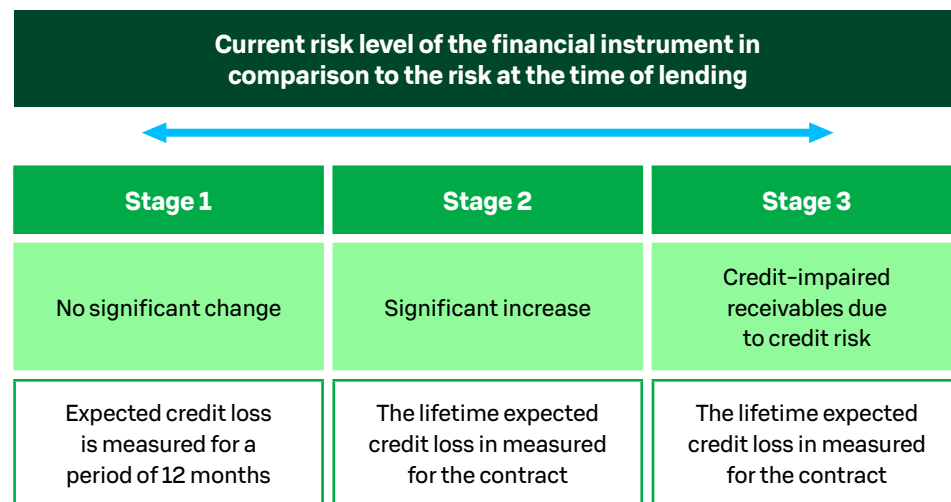 Current risk level of the financial instrument in
comparison to the risk at the time of lending
Stage 1
Stage 2
Stage 3
No significant change
Significant increase
Credit-impaired
receivables due
to credit risk
Expected credit loss
is measured for a
period of 12 months
The lifetime expected
credit loss in measured
for the contract
The lifetime expected
credit loss in measured
for the contract